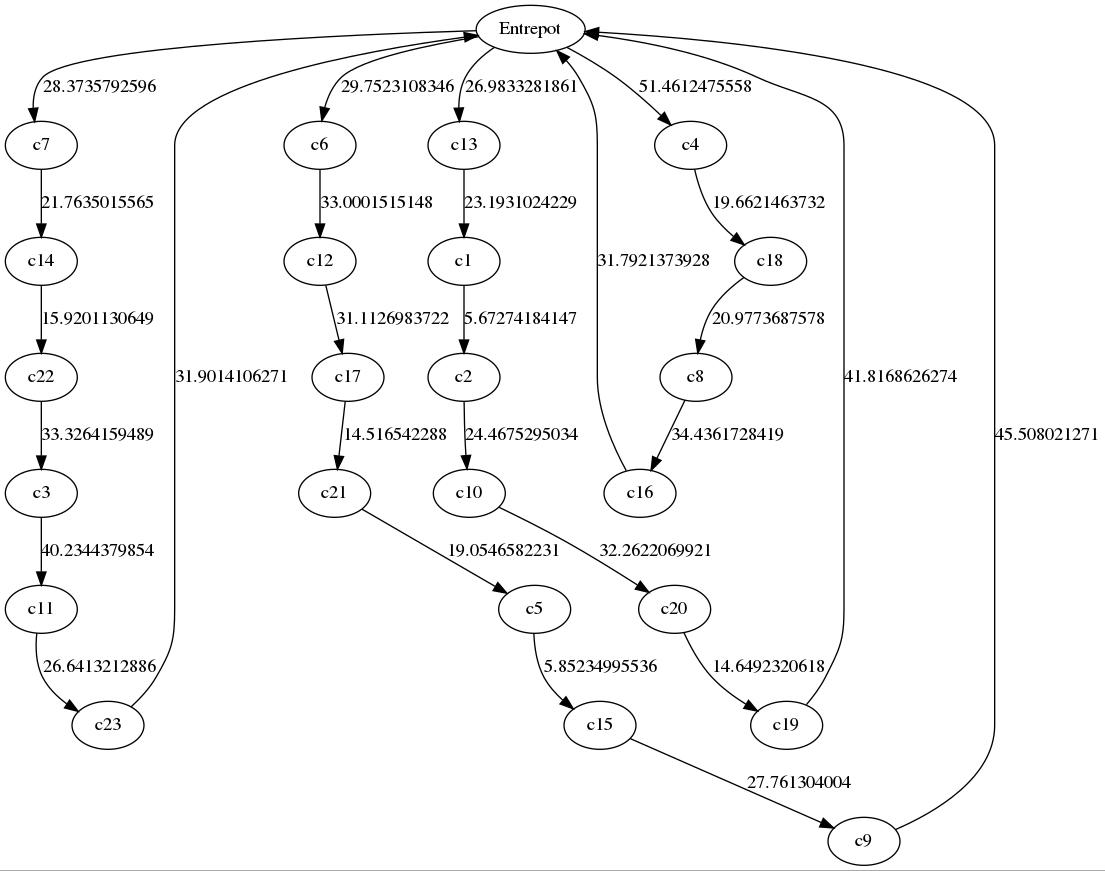 Entrepot
28.3735792596
29.7523108346
26.9833281861
51.4612475558
c7
c6
c13
c4
21.7635015565
33.0001515148
23.1931024229
19.6621463732
c14
c12
c1
31.7921373928
c18
15.9201130649
31.1126983722
5.67274184147
20.9773687578
c22
31.9014106271
c17
c2
c8
41.8168626274
33.3264159489
14.516542288
24.4675295034
34.4361728419
45.508021271
c3
c21
c10
c16
40.2344379854
19.0546582231
32.2622069921
c11
c5
c20
26.6413212886
5.85234995536
14.6492320618
c23
c15
c19
27.761304004
c9